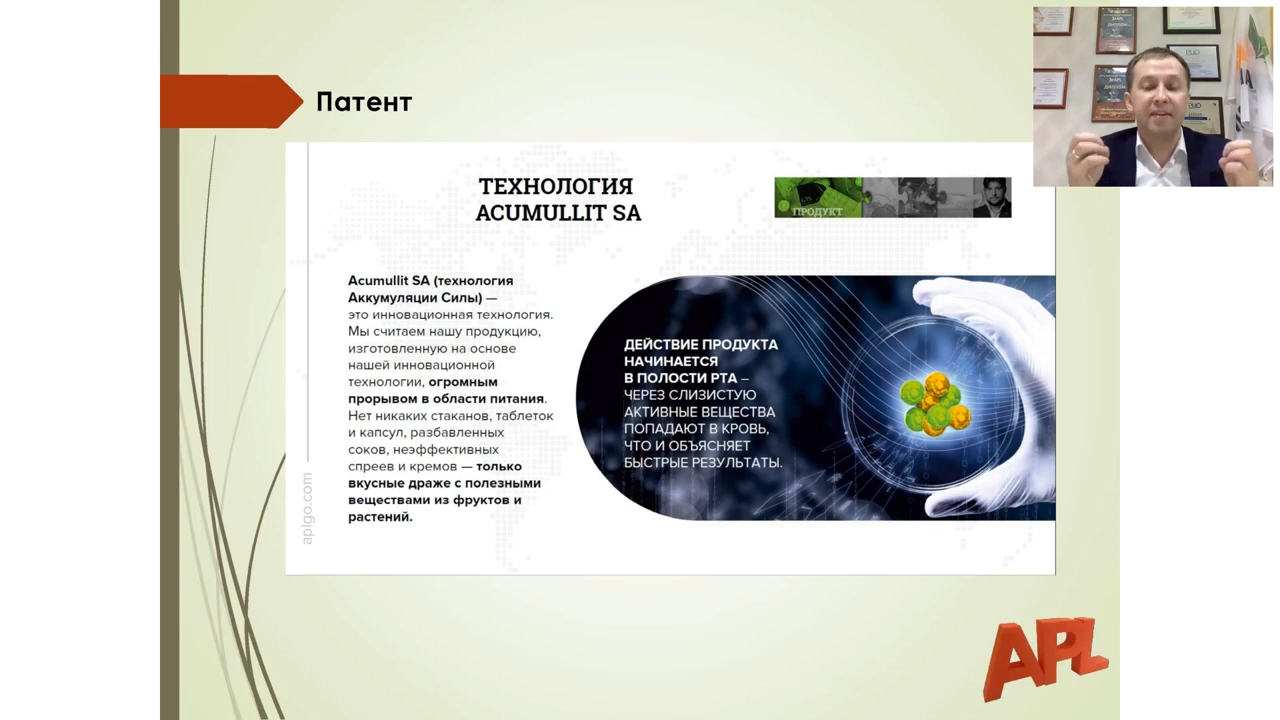 Патент
ТЕХНОЛОГИЯ
ACUMULLIT SA
ПРОДУКТ
Acumullit SA (технология
Аккумуляции Силы) —
это инновационная технология.
Мы считаем нашу продукцию,
изготовленную на основе
нашей инновационной
технологии, огромным
прорывом в области питания.
Нет никаких стаканов, таблеток
и капсул, разбавленных
соков, неэффективных
спреев и кремов — только
вкусные драже с полезными
веществами из фруктов и
растений.
ДЕЙСТВИЕ ПРОДУКТА
НАЧИНАЕТСЯ
В ПОЛОСТИ РТА –
ЧЕРЕЗ СЛИЗИСТУЮ
АКТИВНЫЕ ВЕЩЕСТВА
ПОПАДАЮТ В КРОВЬ,
ЧТО И ОБЪЯСНЯЕТ
БЫСТРЫЕ РЕЗУЛЬТАТЫ.
aplgo.com
APL